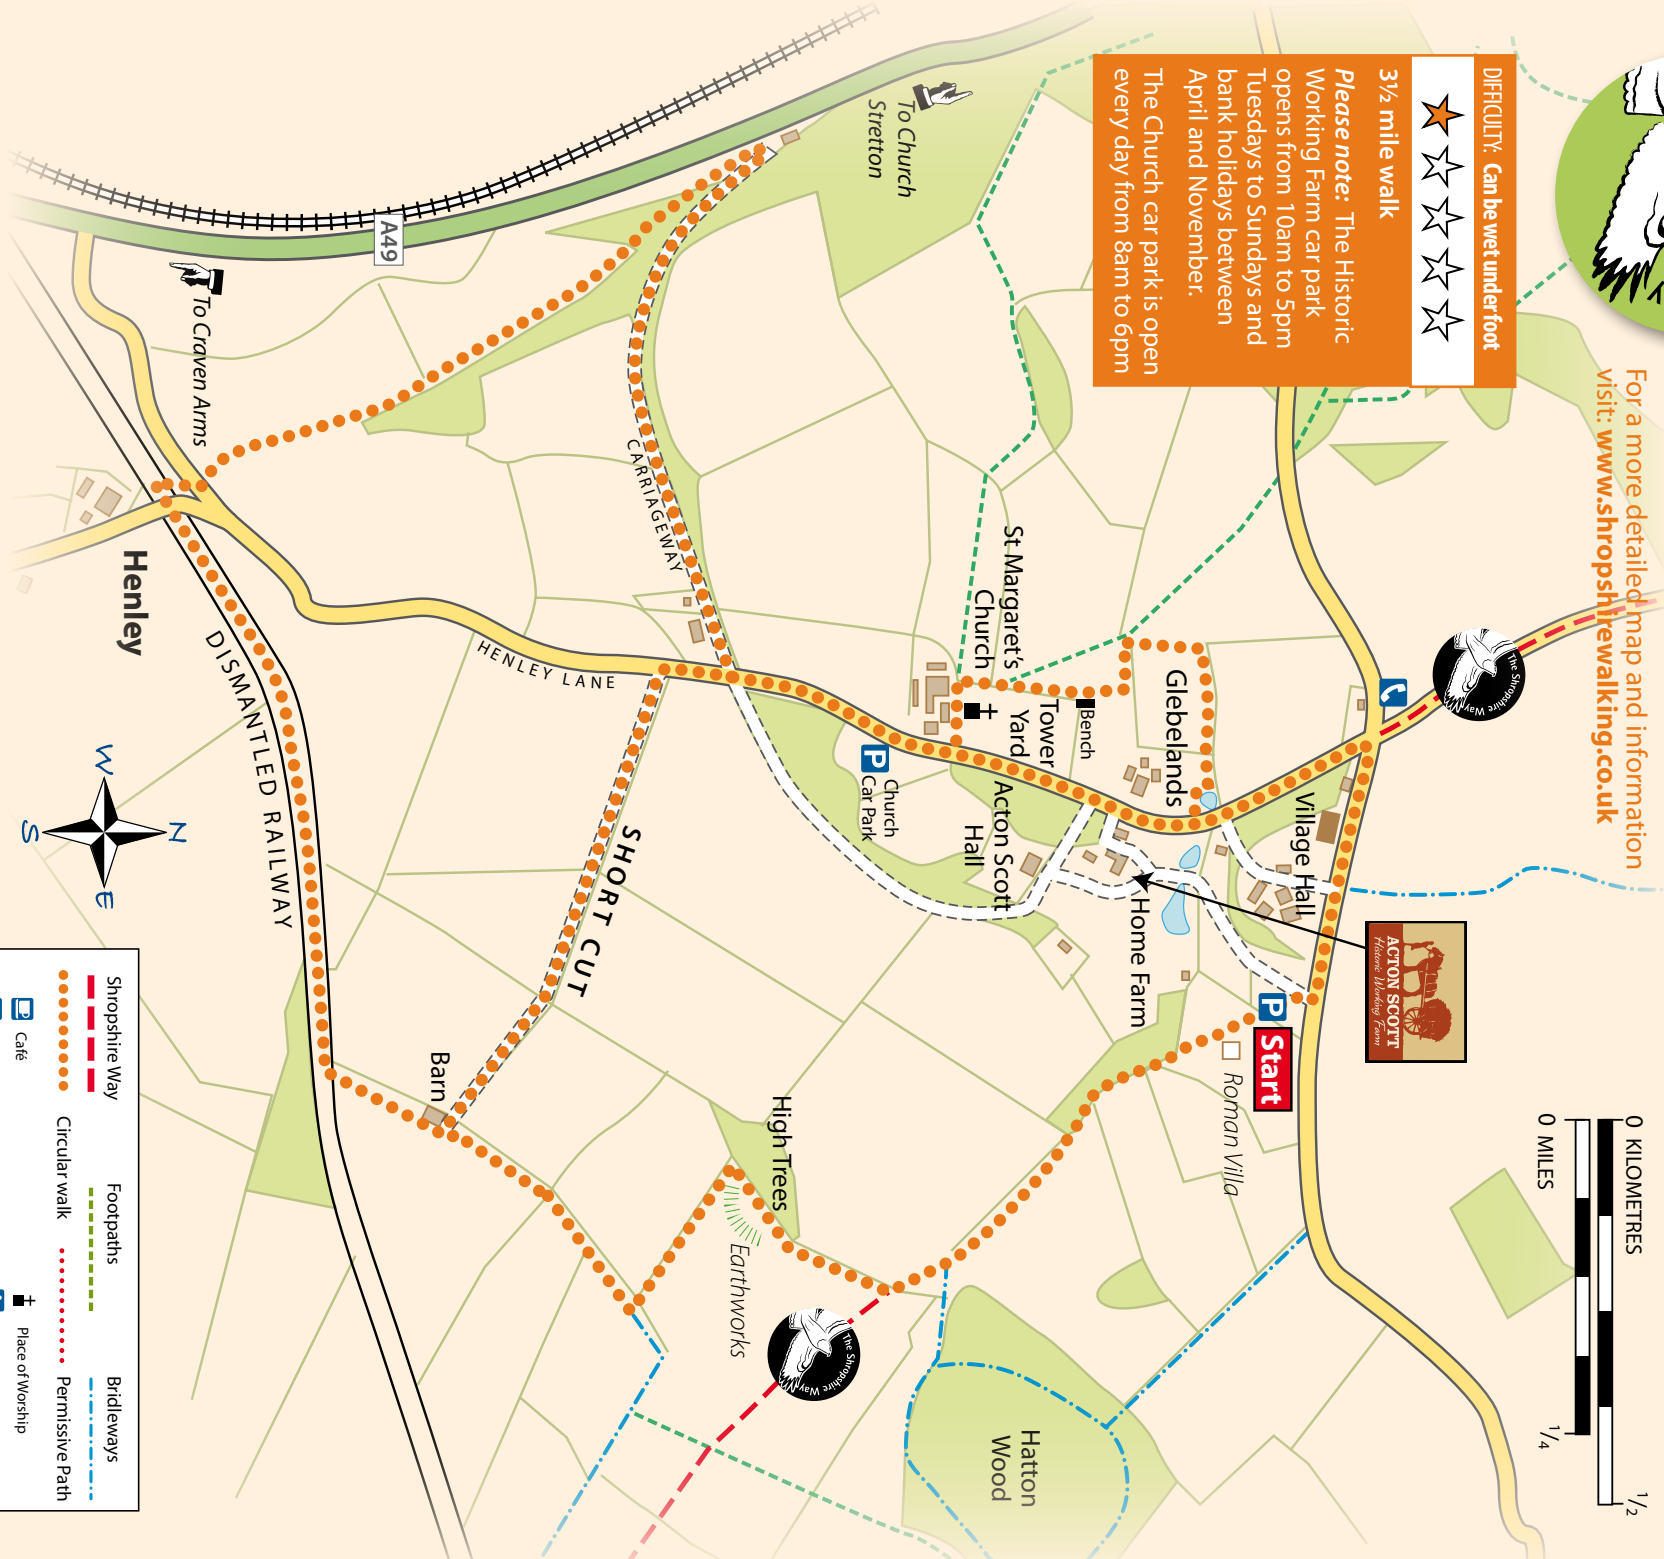 DIFFICULTY: Can be wet under foot
3½ mile walk
Please note: The Historic
Working Farm car park
opens from 10am to 5pm
Tuesdays to Sundays and
bank holidays between
April and November.
The Church car park is open
every day from 8am to 6pm
For a more detailed map and information
visit: www.shropshirewalking.co.uk
0 KILOMETRES
½
0 MILES
¼
The Shropshire Way
ACTON SCOTT
Historic Working Farm
Start
P
Roman Villa
Village Hall
Glebelands
Home Farm
Bench
Tower
Yard
St Margaret's
Church
Acton Scott
Hall
Church
Car Park
P
To Church
Stretton
CARRIAGEWAY
HENLEY LANE
SHORT CUT
High Trees
Earthworks
Hatton
Wood
The Shropshire Way
Barn
A49
To Craven Arms
Henley
DISMANTLED RAILWAY
N
W
E
S
Shropshire Way
Footpaths
Bridleways
Circular walk
Permissive Path
Café
Place of Worship